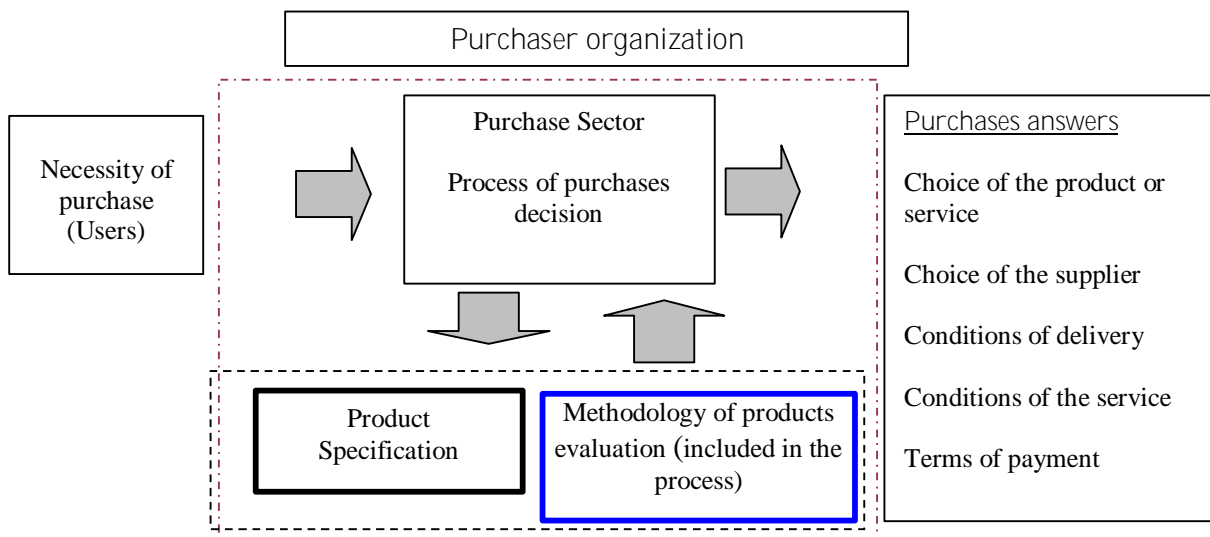 Purchaser organization
Necessity of
purchase
(Users)
Purchase Sector
Process of purchases
decision
Purchases answers
Choice of the product or
service
Choice of the supplier
Conditions of delivery
Conditions of the service
Terms of payment
Product
Specification
Methodology of products
evaluation (included in the
process)